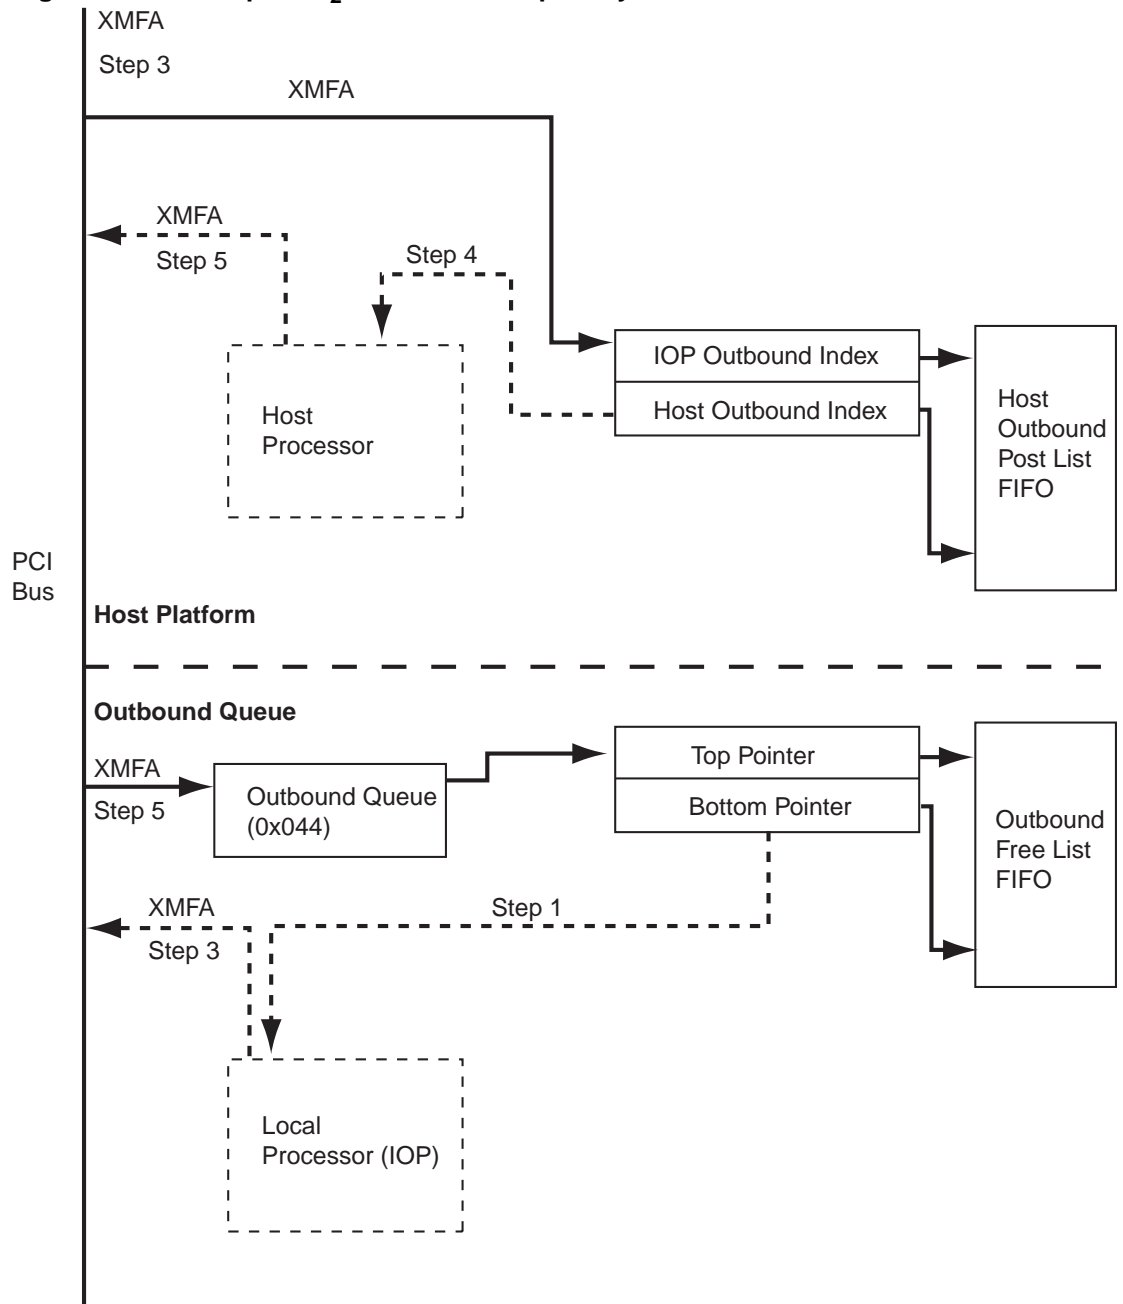 XMFA
Step 3
XMFA
XMFA
Step 5
Step 4
IOP Outbound Index
Host Outbound Index
Host
Processor
Host
Outbound
Post List
FIFO
PCI
Bus
Host Platform
Outbound Queue
XMFA
Step 5
Outbound Queue
(0x044)
Top Pointer
Bottom Pointer
Outbound
Free List
FIFO
XMFA
Step 3
Step 1
Local
Processor (IOP)